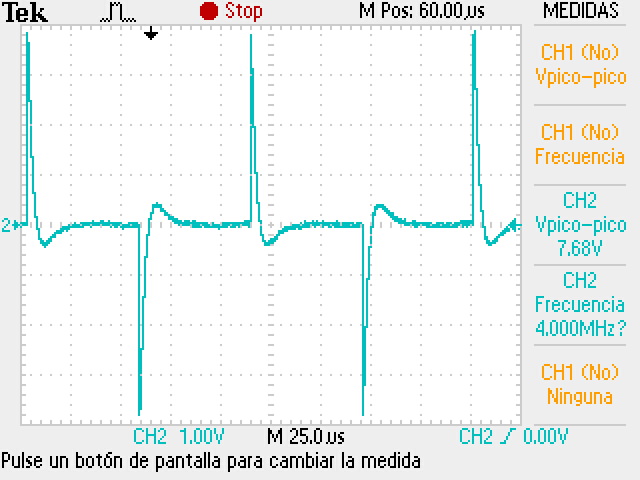 Tek Stop M Pos: 60.00µs MEDIDAS
CH1 (No)
Vpico-pico
CH1 (No)
Frecuencia
CH2
Vpico-pico
7.68V
CH2
Frecuencia
4.000MHz?
CH1 (No)
Ninguna
2
CH2 1.00V M 25.0µs CH2 0.00V
Pulse un botón de pantalla para cambiar la medida